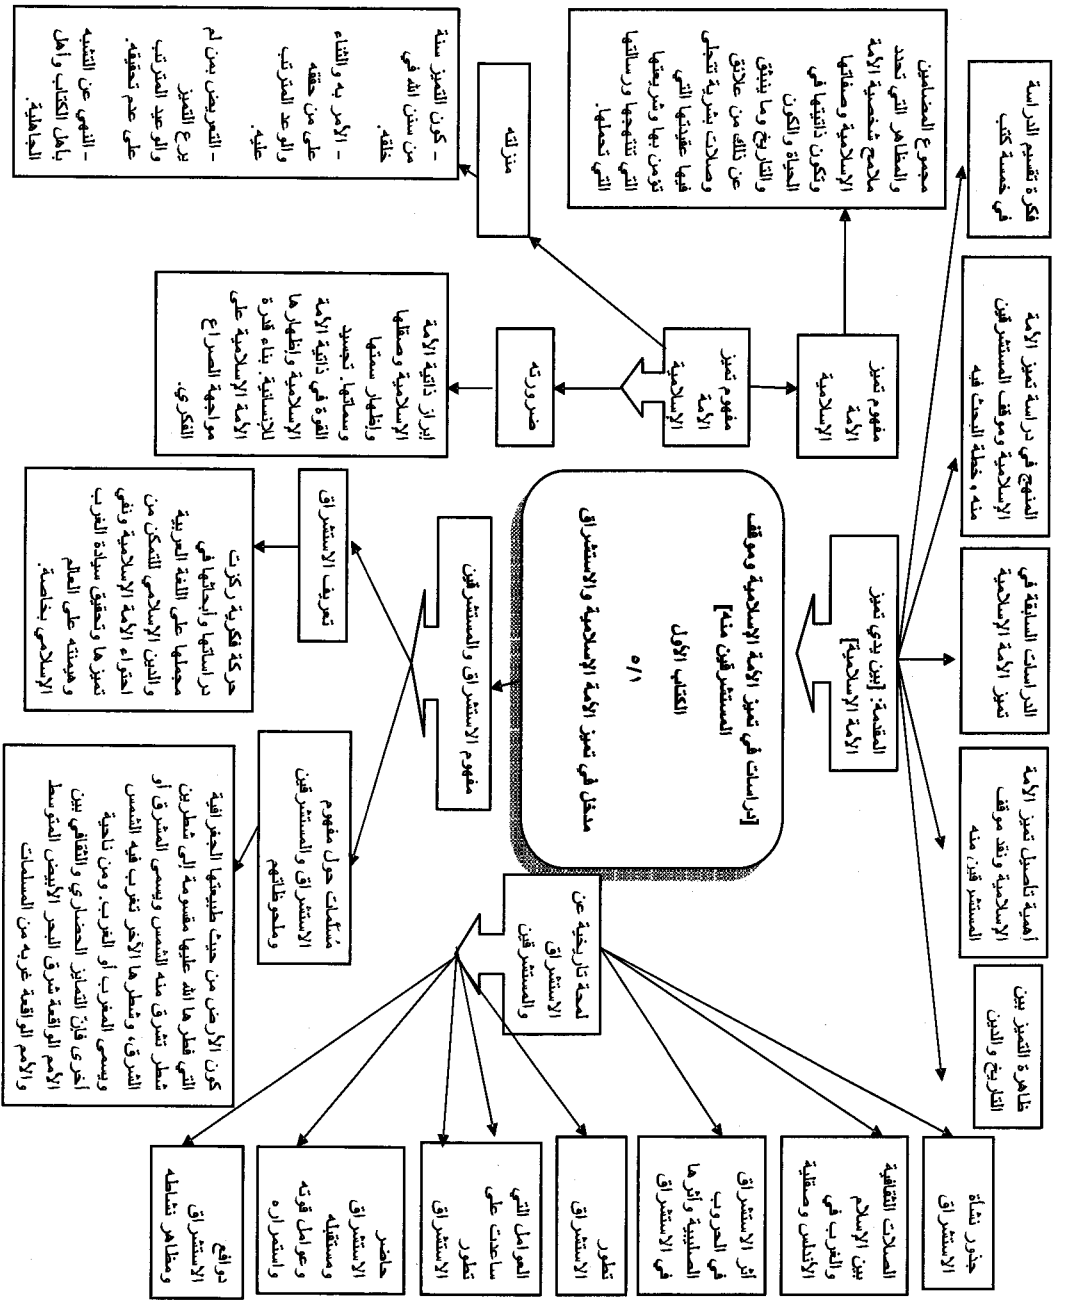 [دراسات في تميز الأمة الإسلامية وموقف
المستشرقين منه]
الكتاب الأول
٥/١
مدخل في تميز الأمة الإسلامية والاستشراق
المقدمة: [بين يدي تميز
الأمة الإسلامية]
فكرة تقسيم الدراسة
في خمسة كتب
المنهج في دراسة تميز الأمة
الإسلامية وموقف المستشرقين
منه وخطة البحث فيه
الدراسات السابقة في
تميز الأمة الإسلامية
أهمية تأصيل تميز الأمة
الإسلامية ونقد موقف
المستشرقين منه
ظاهرة التميز بين
التاريخ والدين
مفهوم تميز
الأمة
الإسلامية
مفهوم تميز
الأمة
الإسلامية
مجموع المضامين
والمظاهر التي تحدد
ملامح شخصية الأمة
الإسلامية وصفاتها
وتكون ذاتيتها في
الحياة والكون
والتاريخ وما ينبثق
عن ذلك من علائق
وصلات بشرية تتجلى
فيها عقيدتها التي
تؤمن بها وشريعتها
التي تنتهجها ورسالتها
التي تحملها.
منزلته
- كون التميز سنة
من سنن الله في
خلقه.
- الأمر به والثناء
على من حققه
والوعد المترتب
عليه.
- التعريض بمن لم
يرع التميز
والوعيد المترتب
على عدم تحقيقه.
- النهي عن التشبه
بأهل الكتاب وأهل
الجاهلية.
ضرورته
إبراز ذاتية الأمة
الإسلامية وصقلها
وإظهار سمتها
وسماتها. تجسيد
القوة في ذاتية الأمة
الإسلامية وإظهارها
للإنسانية. بناء قدرة
الأمة الإسلامية على
مواجهة الصراع
الفكري.
مفهوم الاستشراق والمستشرقين
تعريف الاستشراق
حركة فكرية ركزت
دراساتها وأبحاثها في
مجملها على اللغة العربية
والدين الإسلامي للتمكن من
احتواء الأمة الإسلامية ونفي
تميزها وتحقيق سيادة الغرب
وهيمنته على العالم
الإسلامي بخاصة.
مُسلَّمات حول مفهوم
الاستشراق والمستشرقين
وملحوظاتهم
كون الأرض من حيث طبيعتها الجغرافية
التي فطرها الله عليها مقسومة إلى شطرين
شطر تشرق منه الشمس ويسمى المشرق أو
الشرق، وشطرها الآخر تغرب فيه الشمس
ويسمى المغرب أو الغرب. ومن ناحية
أخرى فإن التمايز الحضاري والثقافي بين
الأمم الواقعة شرق البحر الأبيض المتوسط
والأمم الواقعة غربه من المسلمات
لمحة تاريخية عن
الاستشراق
والمستشرقين
جذور نشأة
الاستشراق
الصلات الثقافية
بين الإسلام
والغرب في
الأندلس وصقلية
أثر الاستشراق
في الحروب
الصليبية وأثرها
في الاستشراق
تطور
الاستشراق
العوامل التي
ساعدت على
تطور
الاستشراق
حاضر
الاستشراق
ومستقبله
وعوامل قوته
واستمراره
دوافع
الاستشراق
ومظاهر نشاطه